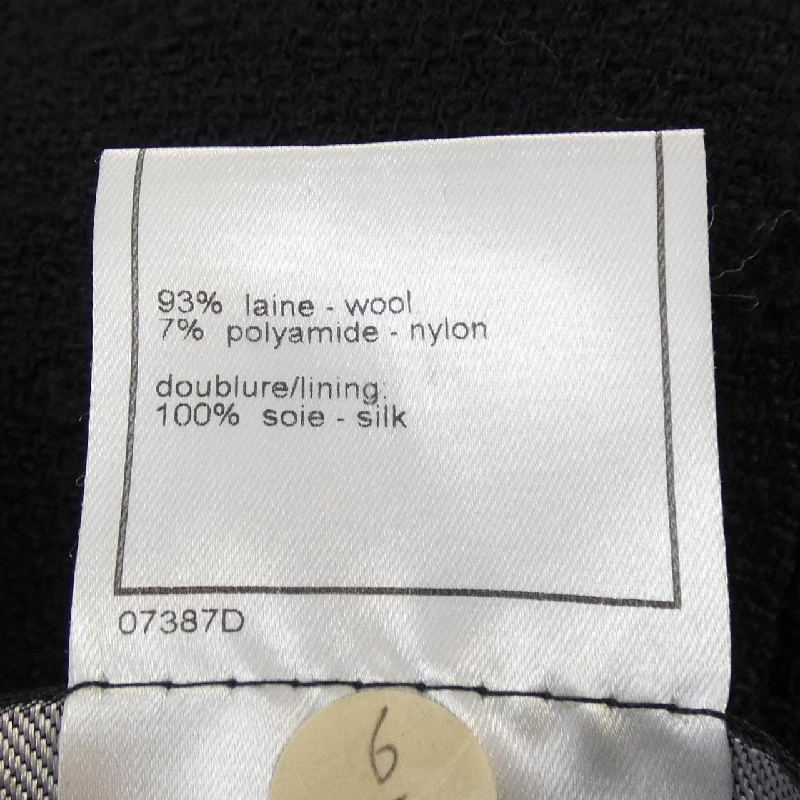 93% laine - wool
7% polyamide - nylon
doublure/lining:
100% soie - silk
07387D
6